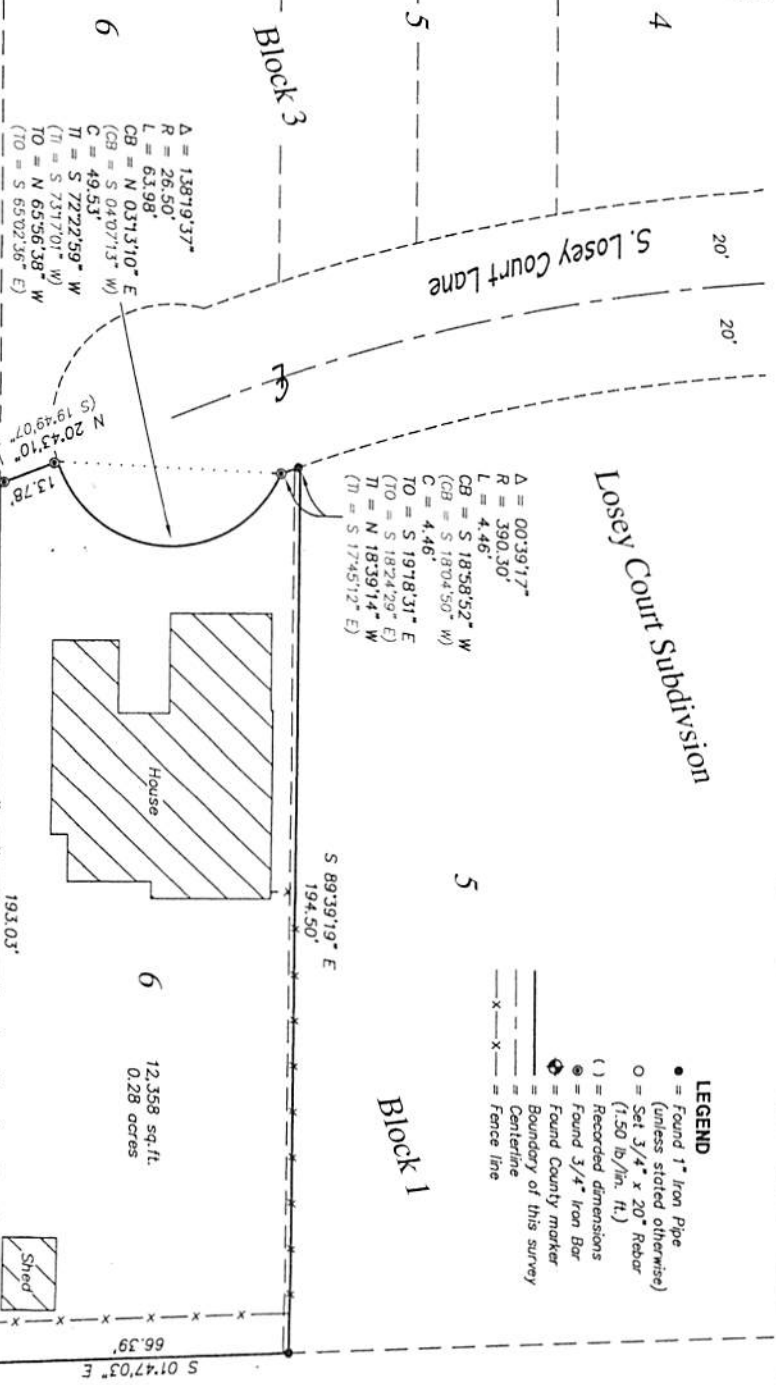 Losey Court Subdivsion
LEGEND
● = Found 1" Iron Pipe
(unless stated otherwise)
○ = Set 3/4" x 20" Rebar
(1.50 lb/lin. ft.)
( ) = Recorded dimensions
= Found 3/4" Iron Bar
= Found County marker
= Boundary of this survey
= Centerline
—x—x— = Fence line
4
5
Block 3
6
20'
20'
S. Losey Court Lane
℄
5
Block 1
Δ = 138°19'37"
R = 26.50'
L = 63.98'
CB = N 03°13'10" E
(CB = S 04°07'13" W)
C = 49.53'
TI = S 72°22'59" W
(TI = S 73°17'01" W)
TO = N 65°56'38" W
(TO = S 65°02'36" E)
Δ = 00°39'17"
R = 390.30'
L = 4.46'
CB = S 18°58'52" W
(CB = S 18°04'50" W)
C = 4.46'
TO = S 19°18'31" E
(TO = S 18°24'29" E)
TI = N 18°39'14" W
(TI = S 17°45'12" E)
N 20°43'10"
(S 19°49'07"
13.78'
S 89°39'19" E
194.50'
House
6
12,358 sq.ft.
0.28 acres
Shed
66.39'
S 01°47'03" E
193.03'